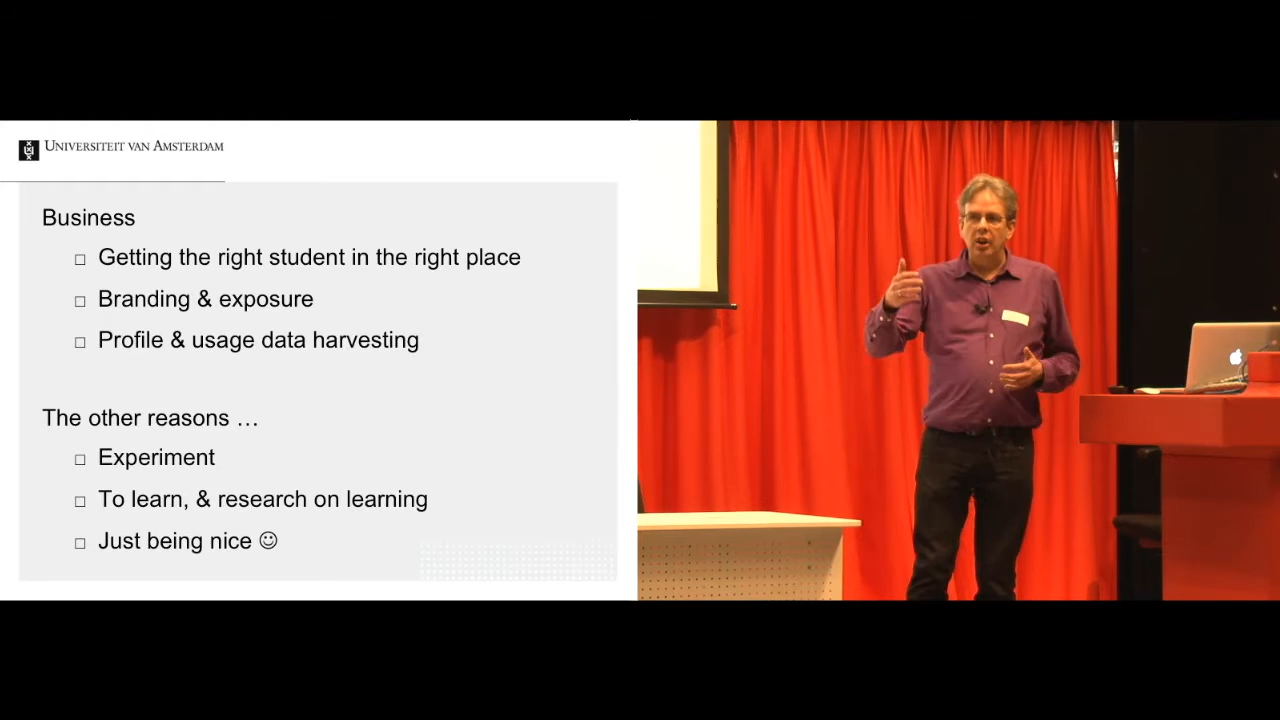 UNIVERSITEIT VAN AMSTERDAM
Business
□ Getting the right student in the right place
□ Branding & exposure
□ Profile & usage data harvesting
The other reasons …
□ Experiment
□ To learn, & research on learning
□ Just being nice ☺